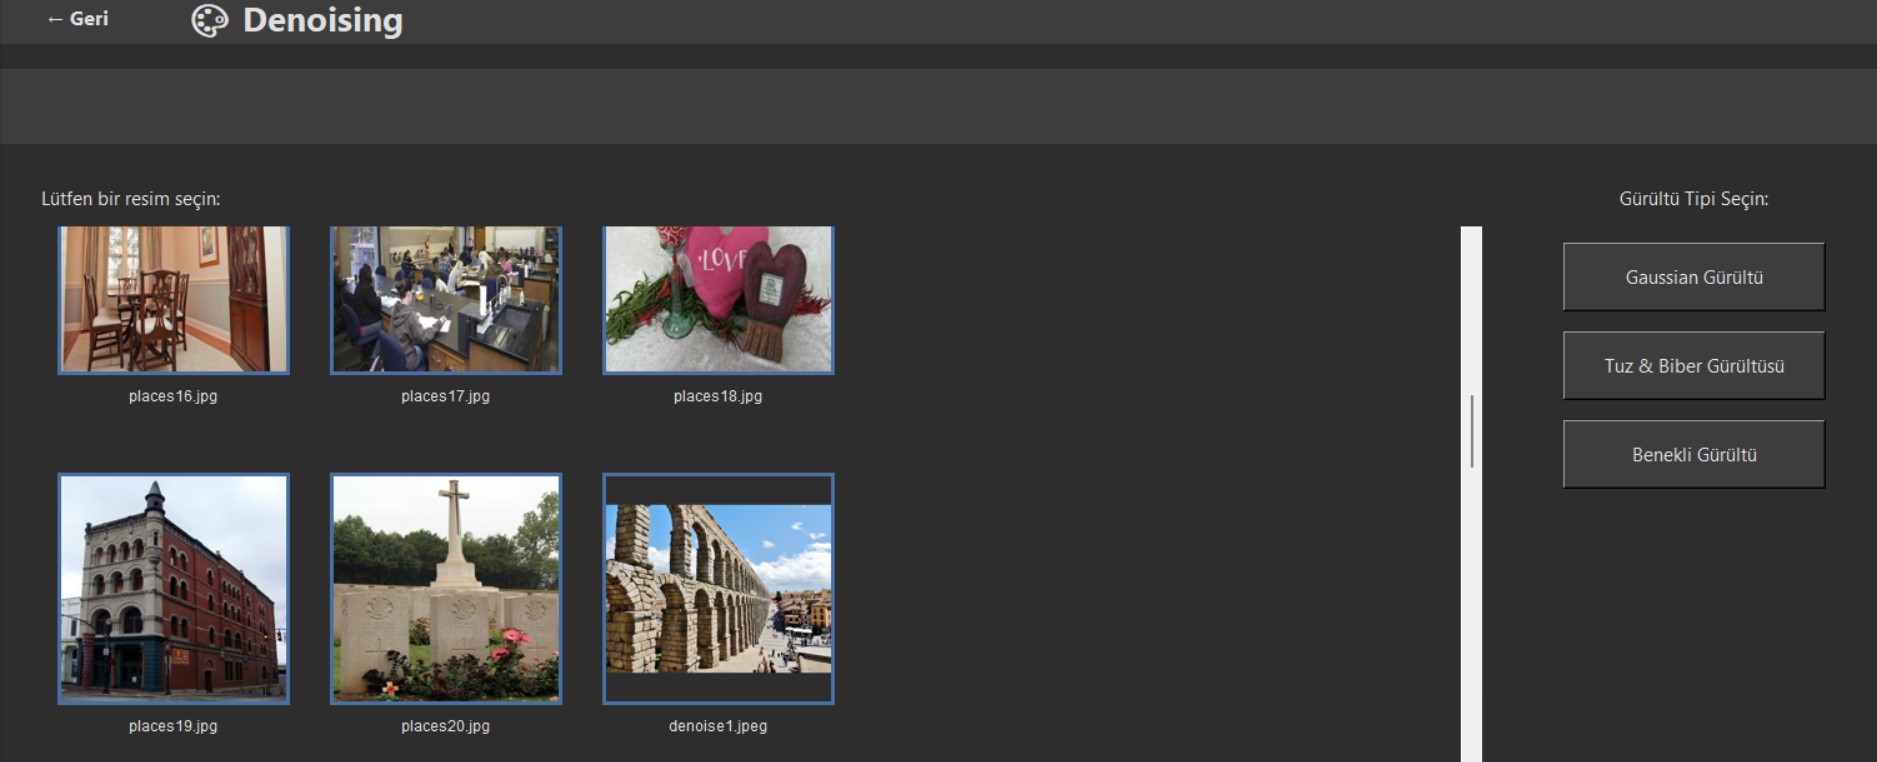 ← Geri
Denoising
Lütfen bir resim seçin:
Gürültü Tipi Seçin:
'LOVE
Gaussian Gürültü
Tuz & Biber Gürültüsü
places16.jpg
places17.jpg
places18.jpg
Benekli Gürültü
places19.jpg
places20.jpg
denoise1.jpeg